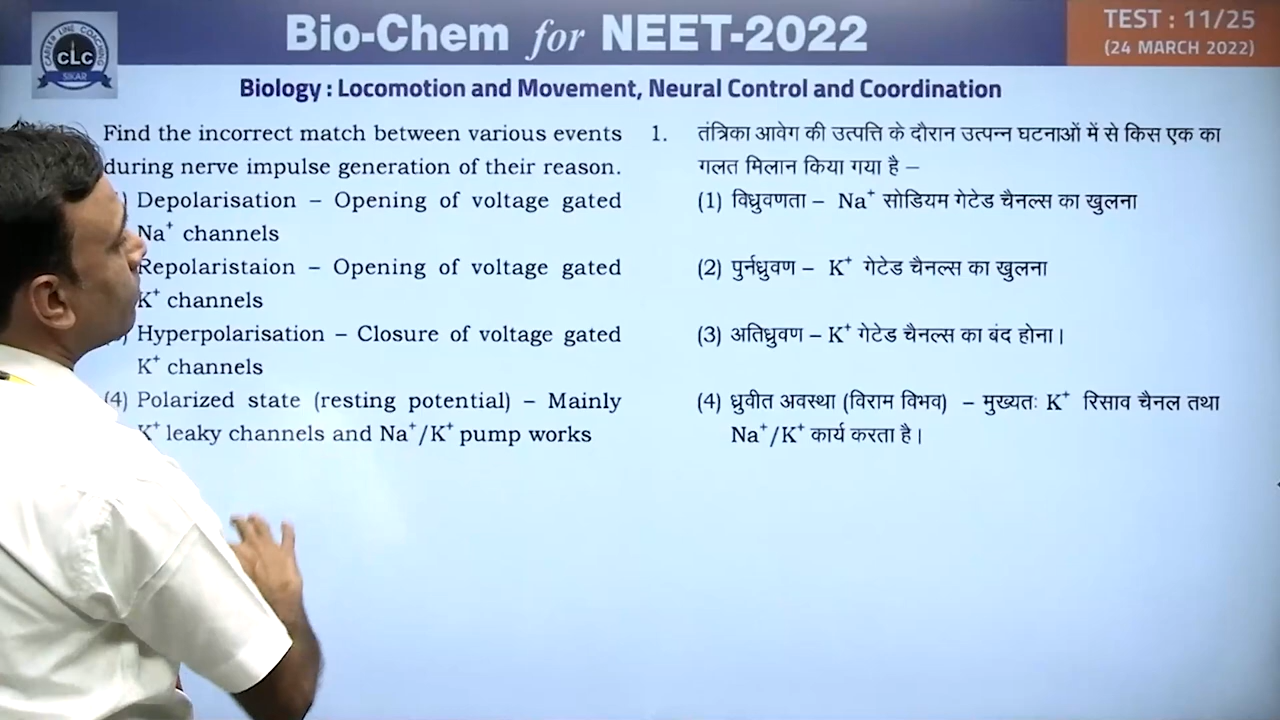 Bio-Chem for NEET-2022
TEST : 11/25
(24 MARCH 2022)
CAREER LINE COACHING
CLC
SIKAR
Biology : Locomotion and Movement, Neural Control and Coordination
Find the incorrect match between various events
during nerve impulse generation of their reason.
Depolarisation – Opening of voltage gated
Na⁺ channels
Repolaristaion – Opening of voltage gated
K⁺ channels
Hyperpolarisation – Closure of voltage gated
K⁺ channels
(4) Polarized state (resting potential) – Mainly
K⁺ leaky channels and Na⁺/K⁺ pump works
1. तंत्रिका आवेग की उत्पत्ति के दौरान उत्पन्न घटनाओं में से किस एक का
गलत मिलान किया गया है –
(1) विध्रुवणता – Na⁺ सोडियम गेटेड चैनल्स का खुलना
(2) पुर्नध्रुवण – K⁺ गेटेड चैनल्स का खुलना
(3) अतिध्रुवण – K⁺ गेटेड चैनल्स का बंद होना।
(4) ध्रुवीत अवस्था (विराम विभव) – मुख्यतः K⁺ रिसाव चैनल तथा
Na⁺/K⁺ कार्य करता है।